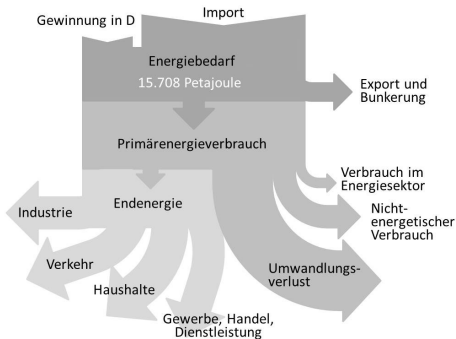 Gewinnung in D
Import
Energiebedarf
15.708 Petajoule
Export und
Bunkerung
Primärenergieverbrauch
Verbrauch im
Energiesektor
Endenergie
Industrie
Nicht-
energetischer
Verbrauch
Verkehr
Umwandlungs-
verlust
Haushalte
Gewerbe, Handel,
Dienstleistung